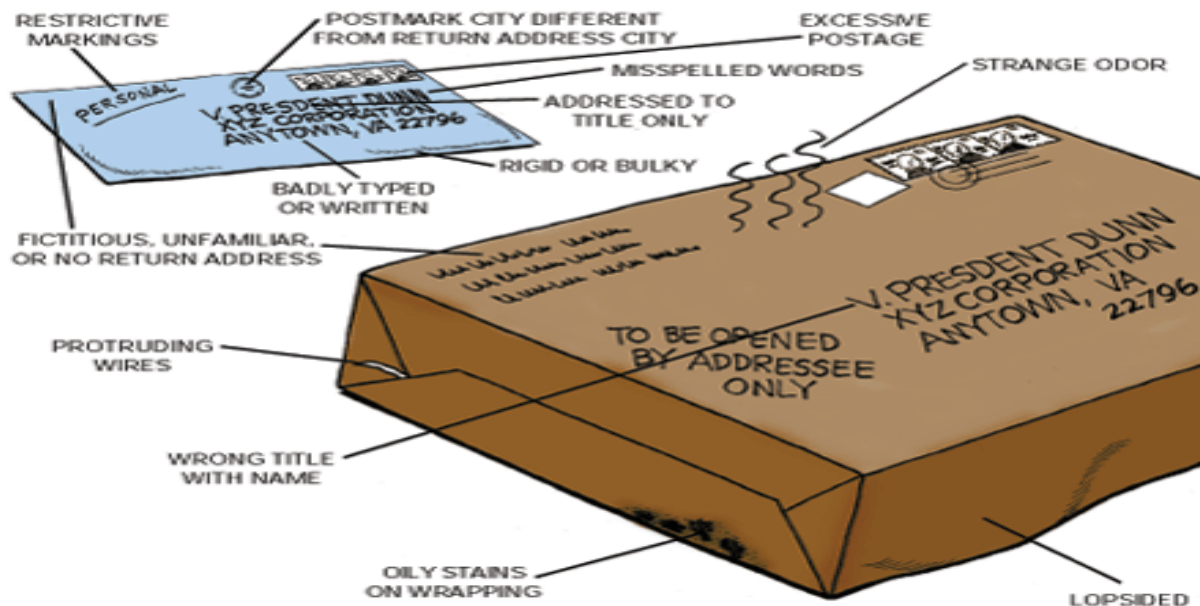 RESTRICTIVE
MARKINGS
POSTMARK CITY DIFFERENT
FROM RETURN ADDRESS CITY
EXCESSIVE
POSTAGE
MISSPELLED WORDS
STRANGE ODOR
ADDRESSED TO
TITLE ONLY
RIGID OR BULKY
BADLY TYPED
OR WRITTEN
PERSONAL
V. PRESDENT DUNN
XYZ CORPORATION
ANYTOWN, VA 22796
FICTITIOUS, UNFAMILIAR,
OR NO RETURN ADDRESS
V. PRESDENT DUNN
XYZ CORPORATION
ANYTOWN, VA
22796
TO BE OPENED
BY ADDRESSEE
ONLY
PROTRUDING
WIRES
WRONG TITLE
WITH NAME
OILY STAINS
ON WRAPPING
LOPSIDED